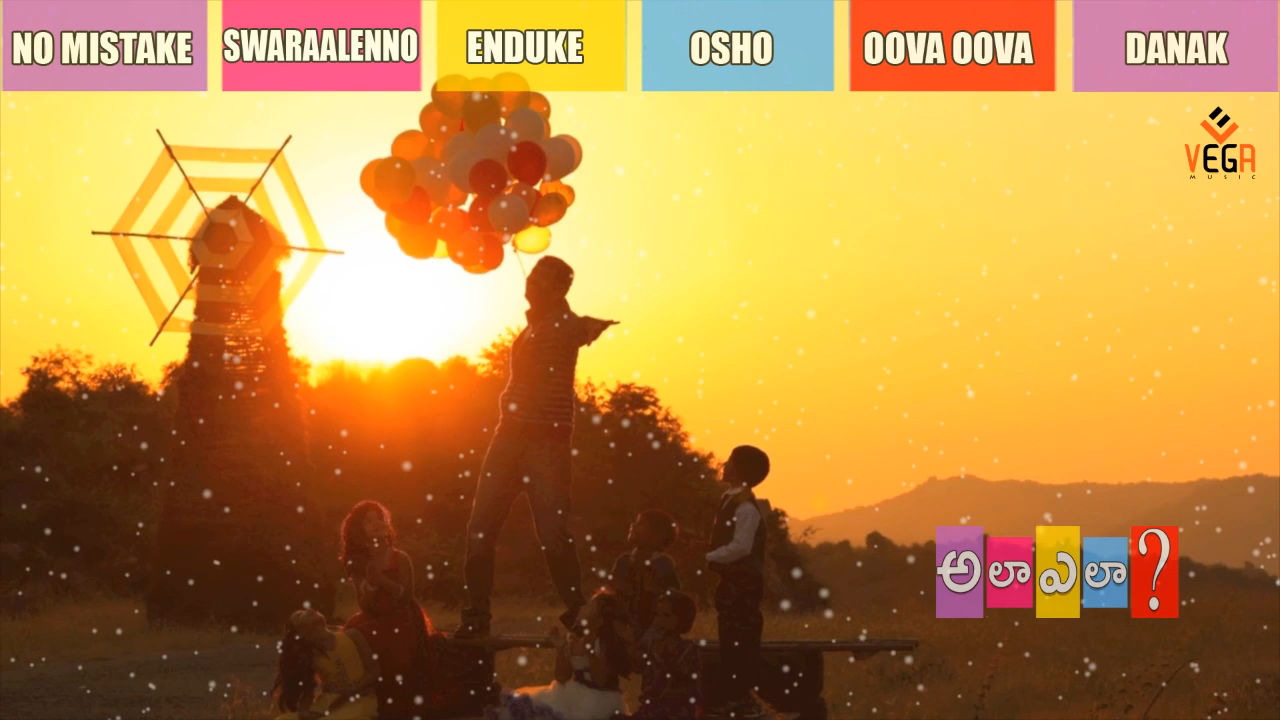 NO MISTAKE
SWARAALENNO
ENDUKE
OSHO
OOVA OOVA
DANAK
VEGA
MUSIC
అలా ఎలా?